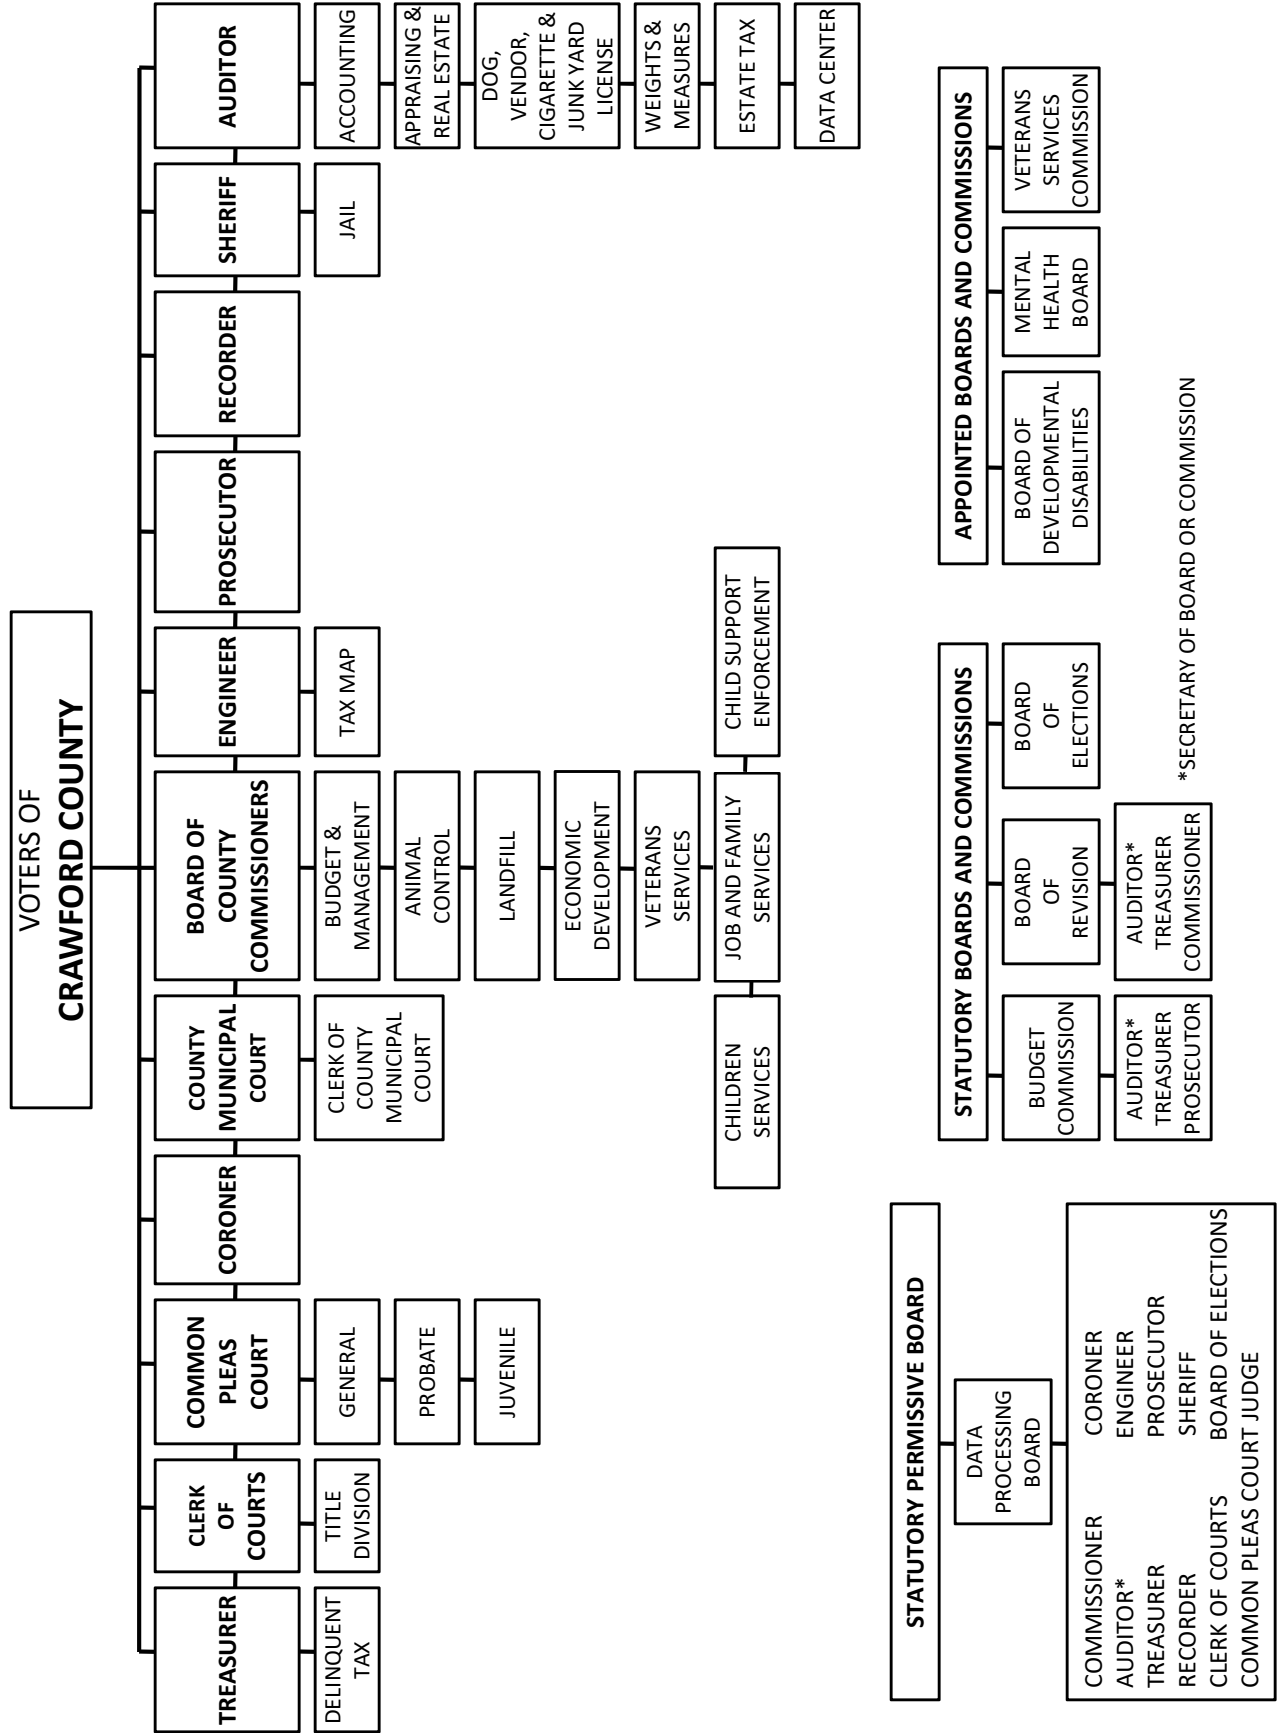 VOTERS OF
CRAWFORD COUNTY
TREASURER
DELINQUENT
TAX
CLERK
OF
COURTS
TITLE
DIVISION
COMMON
PLEAS
COURT
GENERAL
PROBATE
JUVENILE
CORONER
COUNTY
MUNICIPAL
COURT
CLERK OF
COUNTY
MUNICIPAL
COURT
BOARD OF
COUNTY
COMMISSIONERS
BUDGET &
MANAGEMENT
ANIMAL
CONTROL
LANDFILL
ECONOMIC
DEVELOPMENT
VETERANS
SERVICES
CHILDREN
SERVICES
JOB AND FAMILY
SERVICES
CHILD SUPPORT
ENFORCEMENT
ENGINEER
TAX MAP
PROSECUTOR
RECORDER
SHERIFF
JAIL
AUDITOR
ACCOUNTING
APPRAISING &
REAL ESTATE
DOG,
VENDOR,
CIGARETTE &
JUNK YARD
LICENSE
WEIGHTS &
MEASURES
ESTATE TAX
DATA CENTER
STATUTORY PERMISSIVE BOARD
DATA
PROCESSING
BOARD
COMMISSIONER CORONER
AUDITOR* ENGINEER
TREASURER PROSECUTOR
RECORDER SHERIFF
CLERK OF COURTS BOARD OF ELECTIONS
COMMON PLEAS COURT JUDGE
STATUTORY BOARDS AND COMMISSIONS
BUDGET
COMMISSION
AUDITOR*
TREASURER
PROSECUTOR
BOARD
OF
REVISION
AUDITOR*
TREASURER
COMMISSIONER
BOARD
OF
ELECTIONS
APPOINTED BOARDS AND COMMISSIONS
BOARD OF
DEVELOPMENTAL
DISABILITIES
MENTAL
HEALTH
BOARD
VETERANS
SERVICES
COMMISSION
*SECRETARY OF BOARD OR COMMISSION